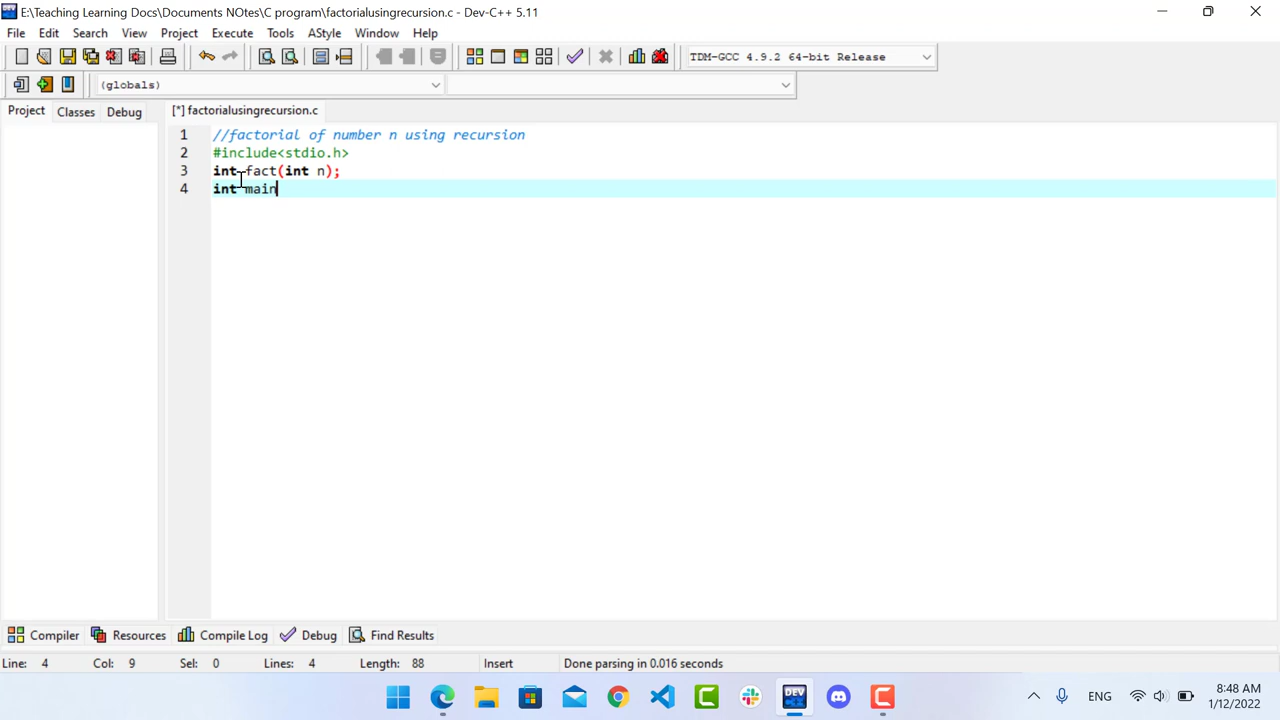 E:\Teaching Learning Docs\Documents NOtes\C program\factorialusingrecursion.c - Dev-C++ 5.11
File Edit Search View Project Execute Tools AStyle Window Help
TDM-GCC 4.9.2 64-bit Release
(globals)
Project Classes Debug [*] factorialusingrecursion.c
1 //factorial of number n using recursion
2 #include<stdio.h>
3 int fact(int n);
4 int main
Compiler Resources Compile Log Debug Find Results
Line: 4 Col: 9 Sel: 0 Lines: 4 Length: 88 Insert Done parsing in 0.016 seconds
DEV
ENG
8:48 AM
1/12/2022